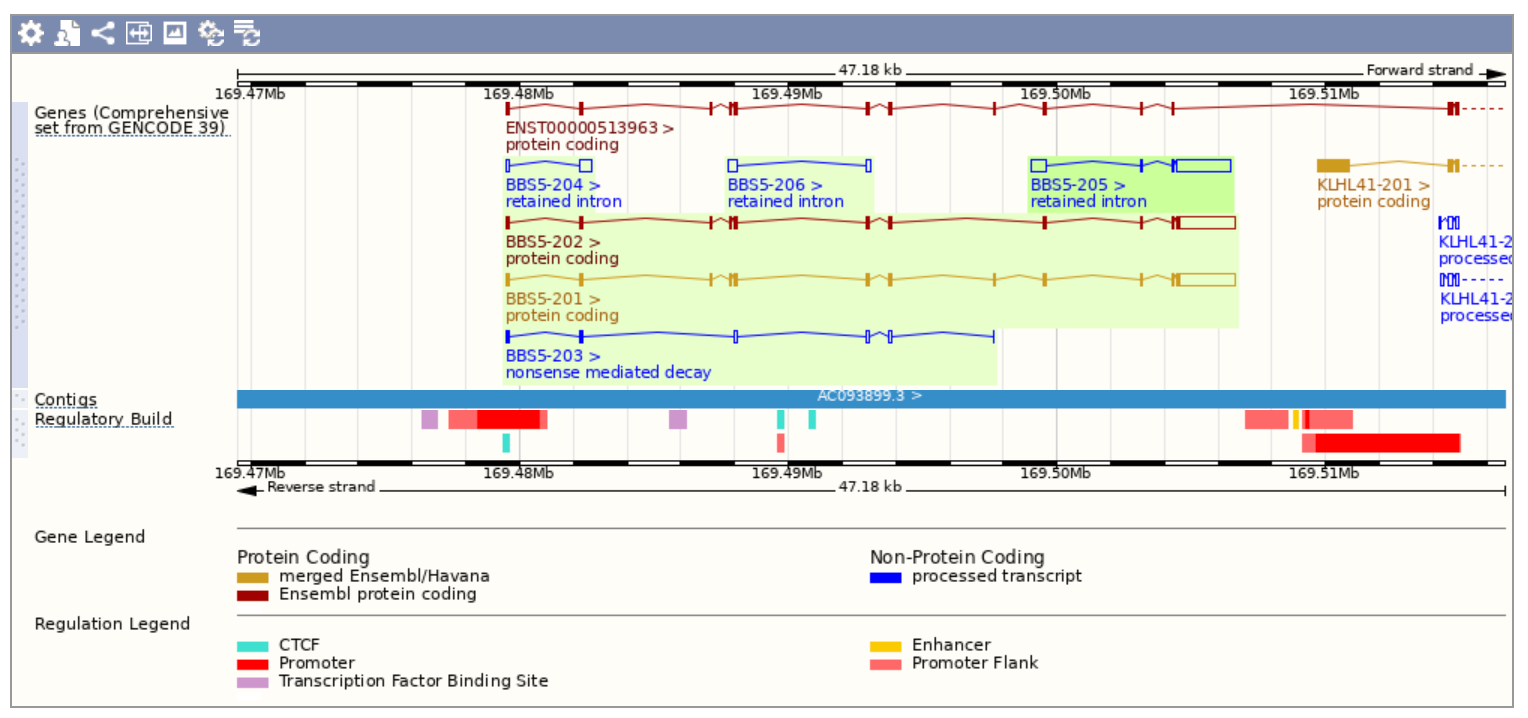 47.18 kb Forward strand
169.47Mb 169.48Mb 169.49Mb 169.50Mb 169.51Mb
Genes (Comprehensive
set from GENCODE 39)
ENST00000513963 >
protein coding
BBS5-204 > BBS5-206 > BBS5-205 > KLHL41-201 >
retained intron retained intron retained intron protein coding
BBS5-202 > KLHL41-2
protein coding processed
BBS5-201 > KLHL41-2
protein coding processed
BBS5-203 >
nonsense mediated decay
Contigs AC093899.3 >
Regulatory Build
169.47Mb 169.48Mb 169.49Mb 169.50Mb 169.51Mb
Reverse strand 47.18 kb
Gene Legend
Protein Coding Non-Protein Coding
merged Ensembl/Havana processed transcript
Ensembl protein coding
Regulation Legend
CTCF Enhancer
Promoter Promoter Flank
Transcription Factor Binding Site